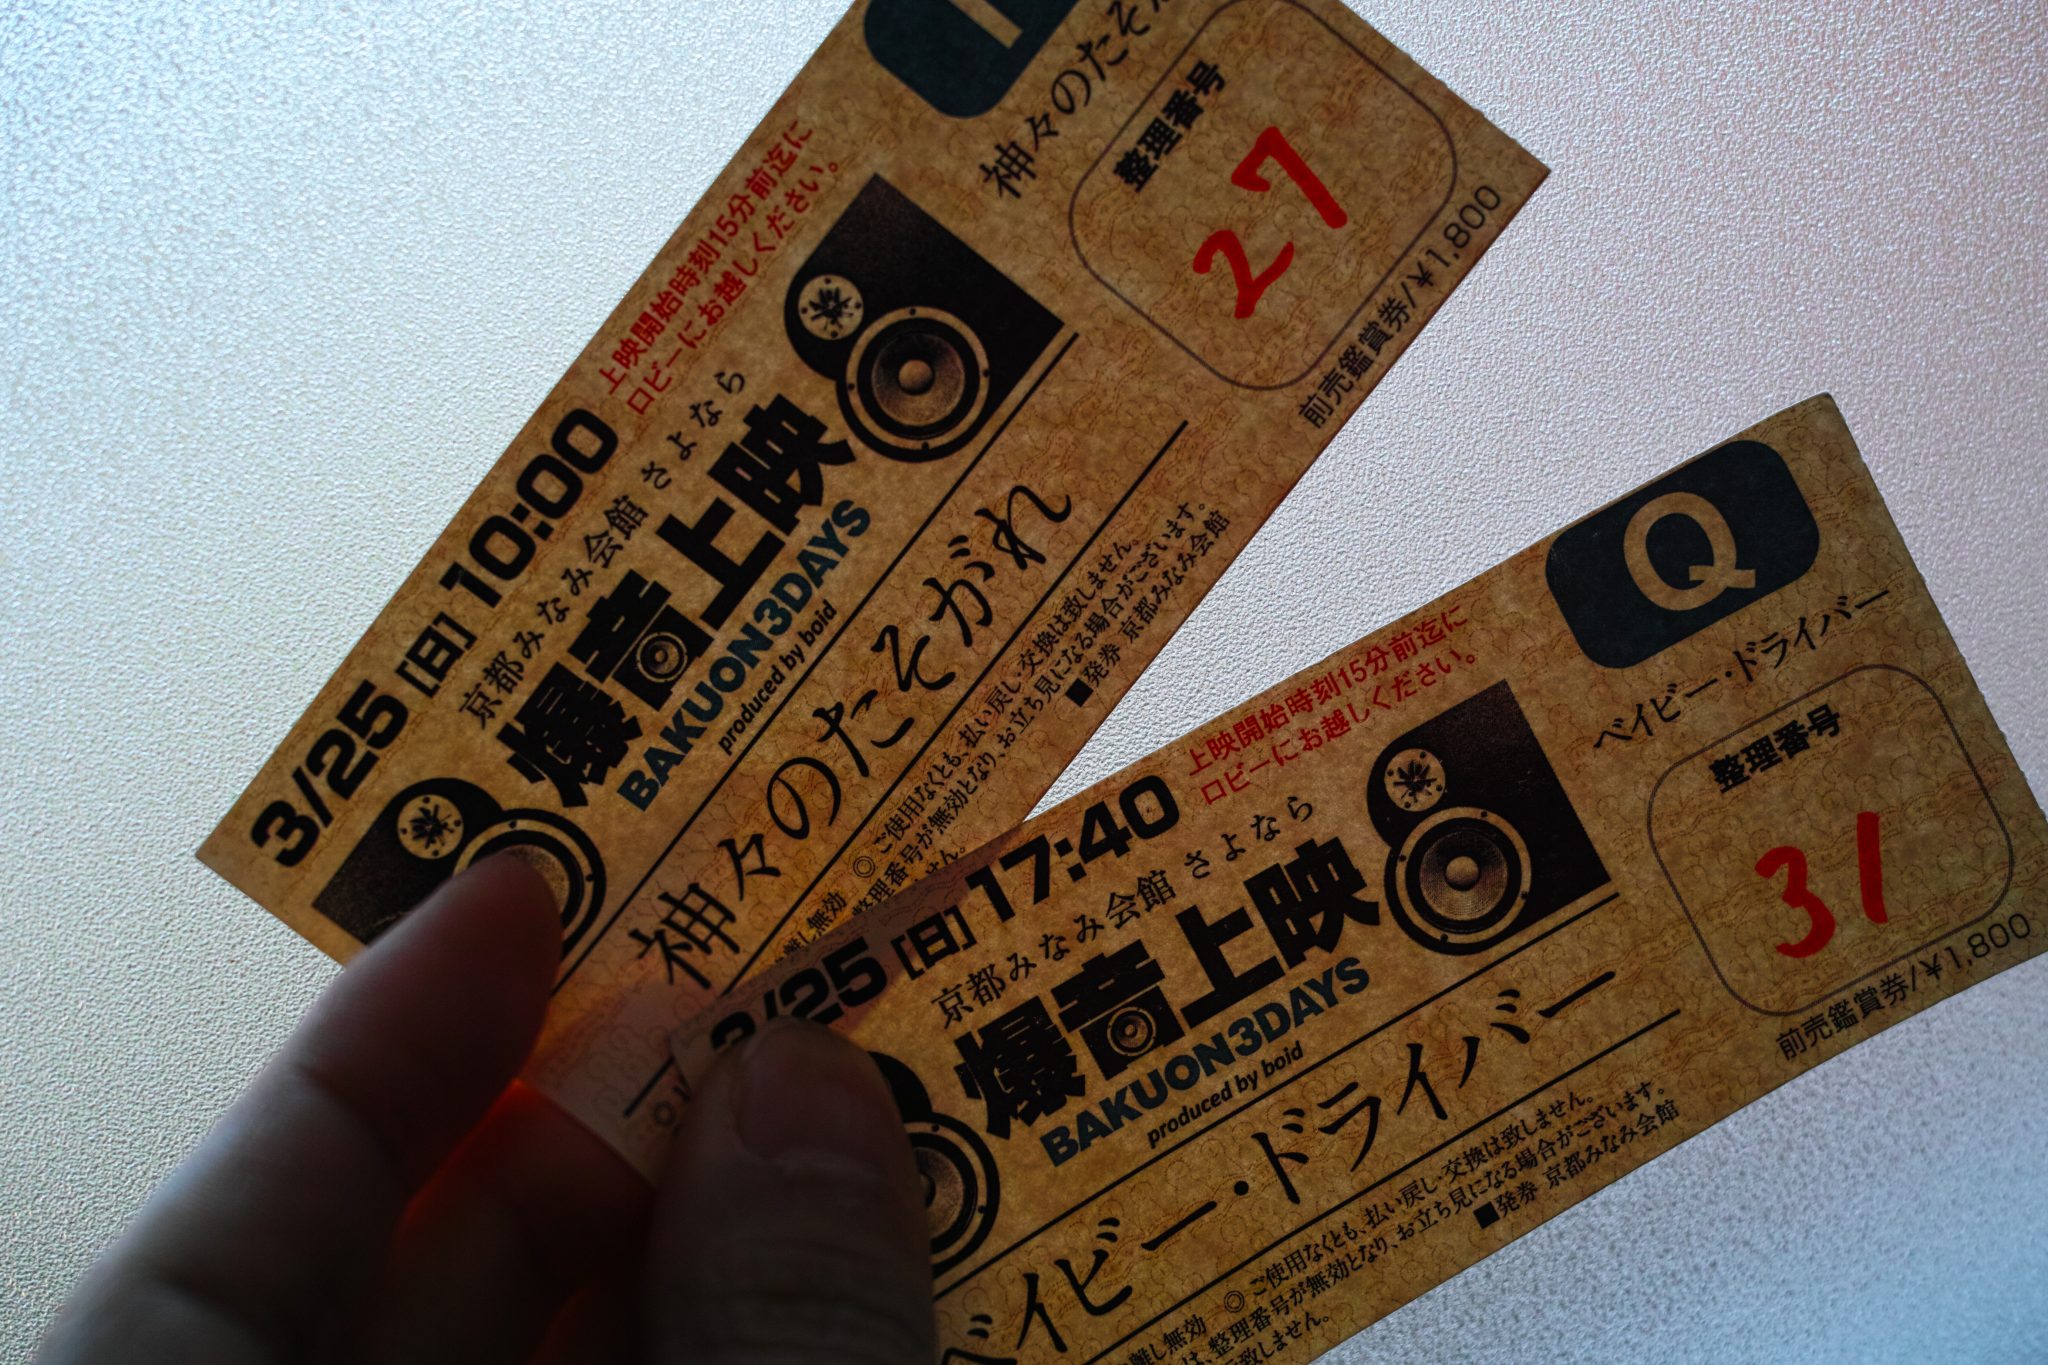 3/25 [日] 10:00
上映開始時刻15分前迄に
ロビーにお越しください。
京都みなみ会館 さよなら
爆音上映
BAKUON3DAYS
produced by boid
神々のたそがれ
◎ご使用なくとも、払い戻し・交換は致しません。
整理番号が無効となり、お立ち見になる場合がございます。
■発券 京都みなみ会館
神々のたそ
整理番号
27
前売鑑賞券/¥1,800
3/25 [日] 17:40
上映開始時刻15分前迄に
ロビーにお越しください。
京都みなみ会館 さよなら
爆音上映
BAKUON3DAYS
produced by boid
ベイビー・ドライバー
離し無効 ◎ご使用なくとも、払い戻し・交換は致しません。
は、整理番号が無効となり、お立ち見になる場合がございます。
致しません。 ■発券 京都みなみ会館
Q
ベイビー・ドライバー
整理番号
31
前売鑑賞券/¥1,800